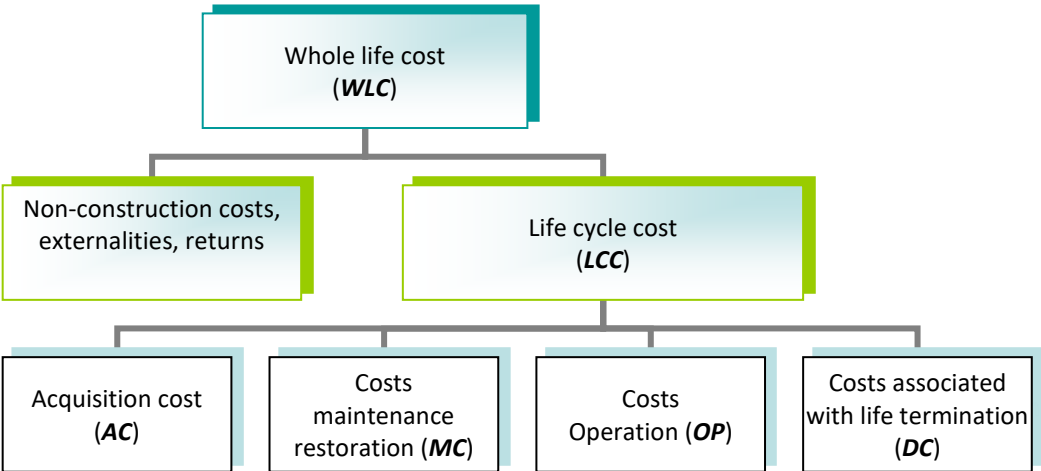 Whole life cost
(WLC)
Non-construction costs,
externalities, returns
Life cycle cost
(LCC)
Acquisition cost
(AC)
Costs
maintenance
restoration (MC)
Costs
Operation (OP)
Costs associated
with life termination
(DC)